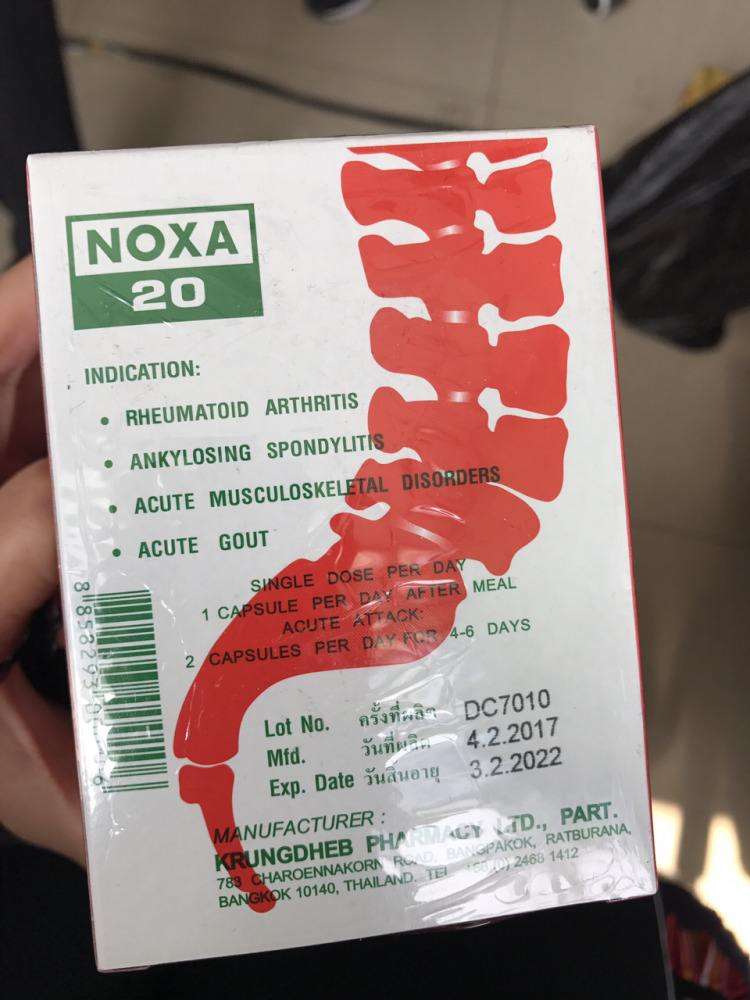 NOXA
20
INDICATION:
• RHEUMATOID ARTHRITIS
• ANKYLOSING SPONDYLITIS
• ACUTE MUSCULOSKELETAL DISORDERS
• ACUTE GOUT
SINGLE DOSE PER DAY
1 CAPSULE PER DAY AFTER MEAL
ACUTE ATTACK:
2 CAPSULES PER DAY FOR 4-6 DAYS
Lot No. ครั้งที่ผลิต DC7010
Mfd. วันที่ผลิต 4.2.2017
Exp. Date วันสิ้นอายุ 3.2.2022
MANUFACTURER :
KRUNGDHEB PHARMACY LTD., PART.
783 CHAROENNAKORN ROAD, BANGPAKOK, RATBURANA,
BANGKOK 10140, THAILAND. TEL 2468 1412